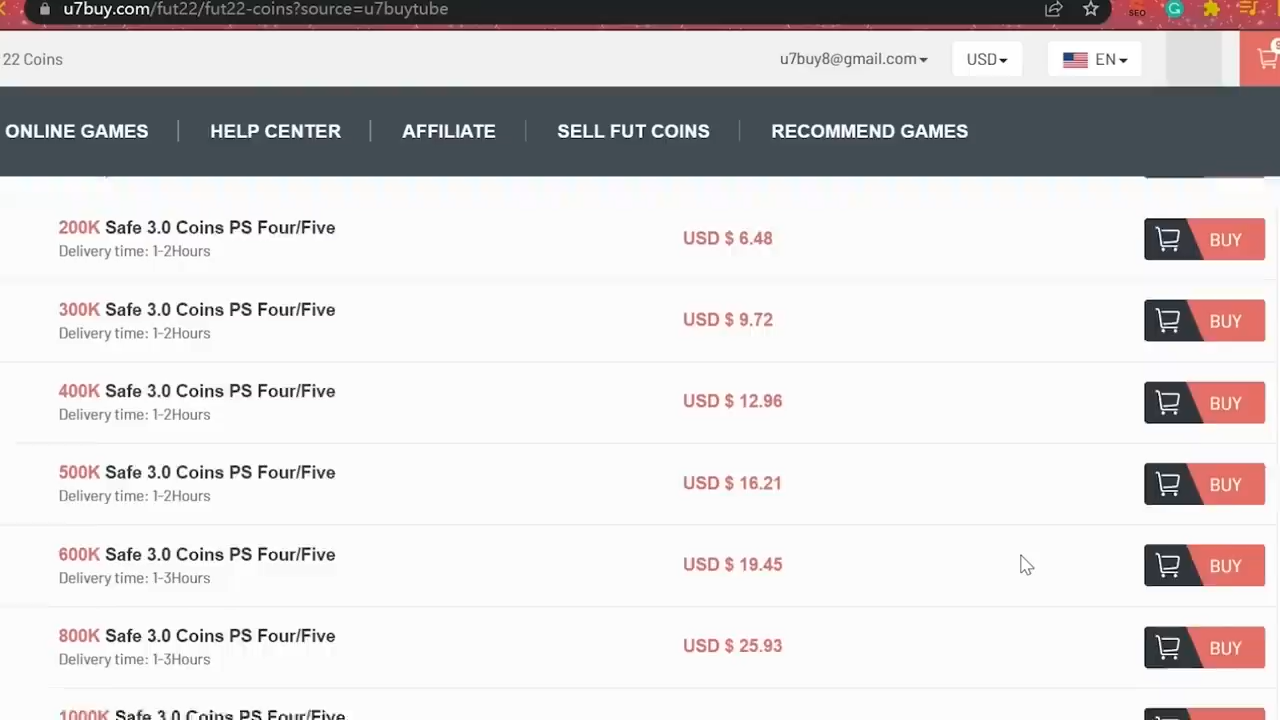 u7buy.com/fut22/fut22-coins?source=u7buytube
SEO
22 Coins
u7buy8@gmail.com
USD
EN
ONLINE GAMES
HELP CENTER
AFFILIATE
SELL FUT COINS
RECOMMEND GAMES
200K Safe 3.0 Coins PS Four/Five
Delivery time: 1-2Hours
USD $ 6.48
BUY
300K Safe 3.0 Coins PS Four/Five
Delivery time: 1-2Hours
USD $ 9.72
BUY
400K Safe 3.0 Coins PS Four/Five
Delivery time: 1-2Hours
USD $ 12.96
BUY
500K Safe 3.0 Coins PS Four/Five
Delivery time: 1-2Hours
USD $ 16.21
BUY
600K Safe 3.0 Coins PS Four/Five
Delivery time: 1-3Hours
USD $ 19.45
BUY
800K Safe 3.0 Coins PS Four/Five
Delivery time: 1-3Hours
USD $ 25.93
BUY
1000K Safe 3.0 Coins PS Four/Five